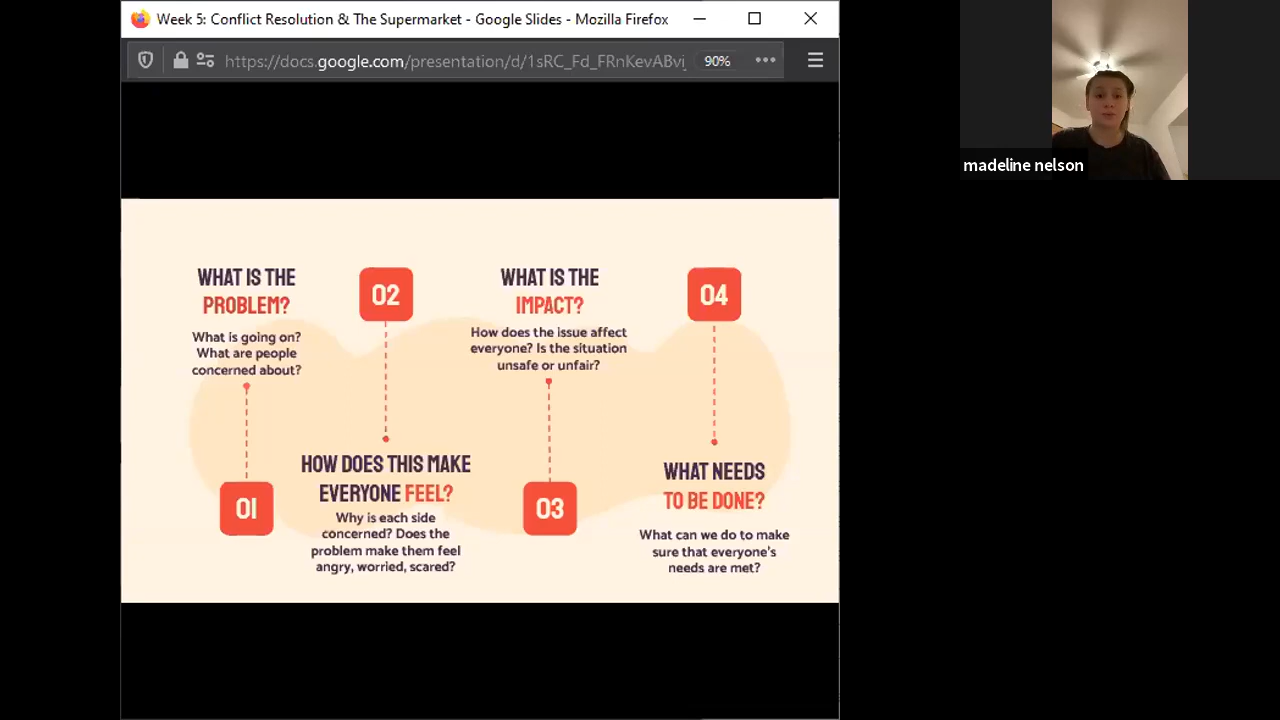 Week 5: Conflict Resolution & The Supermarket - Google Slides - Mozilla Firefox
https://docs.google.com/presentation/d/1sRC_Fd_FRnKevABvi
90%
madeline nelson
WHAT IS THE
PROBLEM?
What is going on?
What are people
concerned about?
01
02
HOW DOES THIS MAKE
EVERYONE FEEL?
Why is each side
concerned? Does the
problem make them feel
angry, worried, scared?
WHAT IS THE
IMPACT?
How does the issue affect
everyone? Is the situation
unsafe or unfair?
03
04
WHAT NEEDS
TO BE DONE?
What can we do to make
sure that everyone's
needs are met?